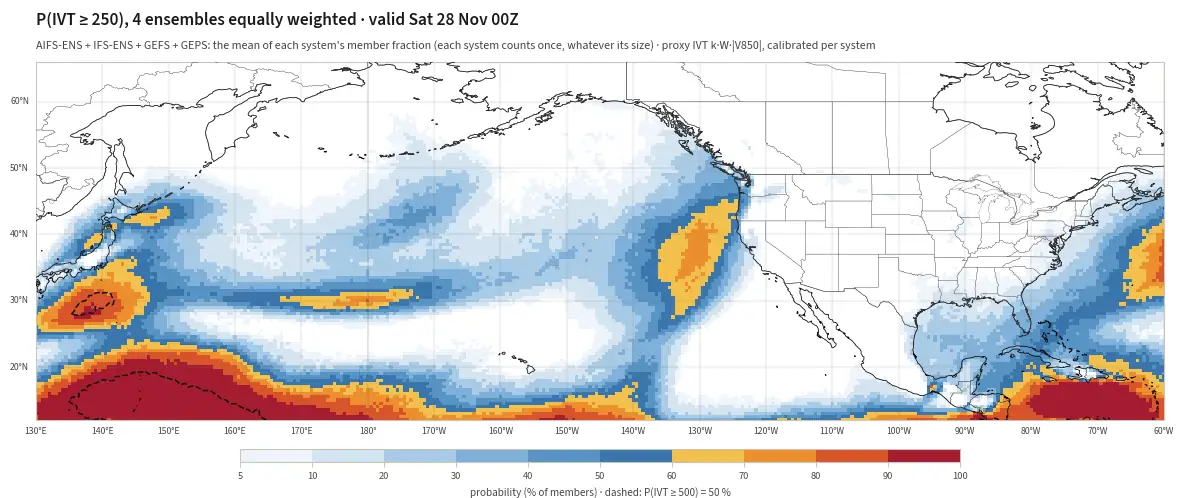 P(IVT ≥ 250), 4 ensembles equally weighted · valid Sat 28 Nov 00Z
AIFS-ENS + IFS-ENS + GEFS + GEPS: the mean of each system's member fraction (each system counts once, whatever its size) · proxy IVT k·W·|V850|, calibrated per system
60°N
50°N
40°N
30°N
20°N
130°E 140°E 150°E 160°E 170°E 180° 170°W 160°W 150°W 140°W 130°W 120°W 110°W 100°W 90°W 80°W 70°W 60°W
5 10 20 30 40 50 60 70 80 90 100
probability (% of members) · dashed: P(IVT ≥ 500) = 50 %